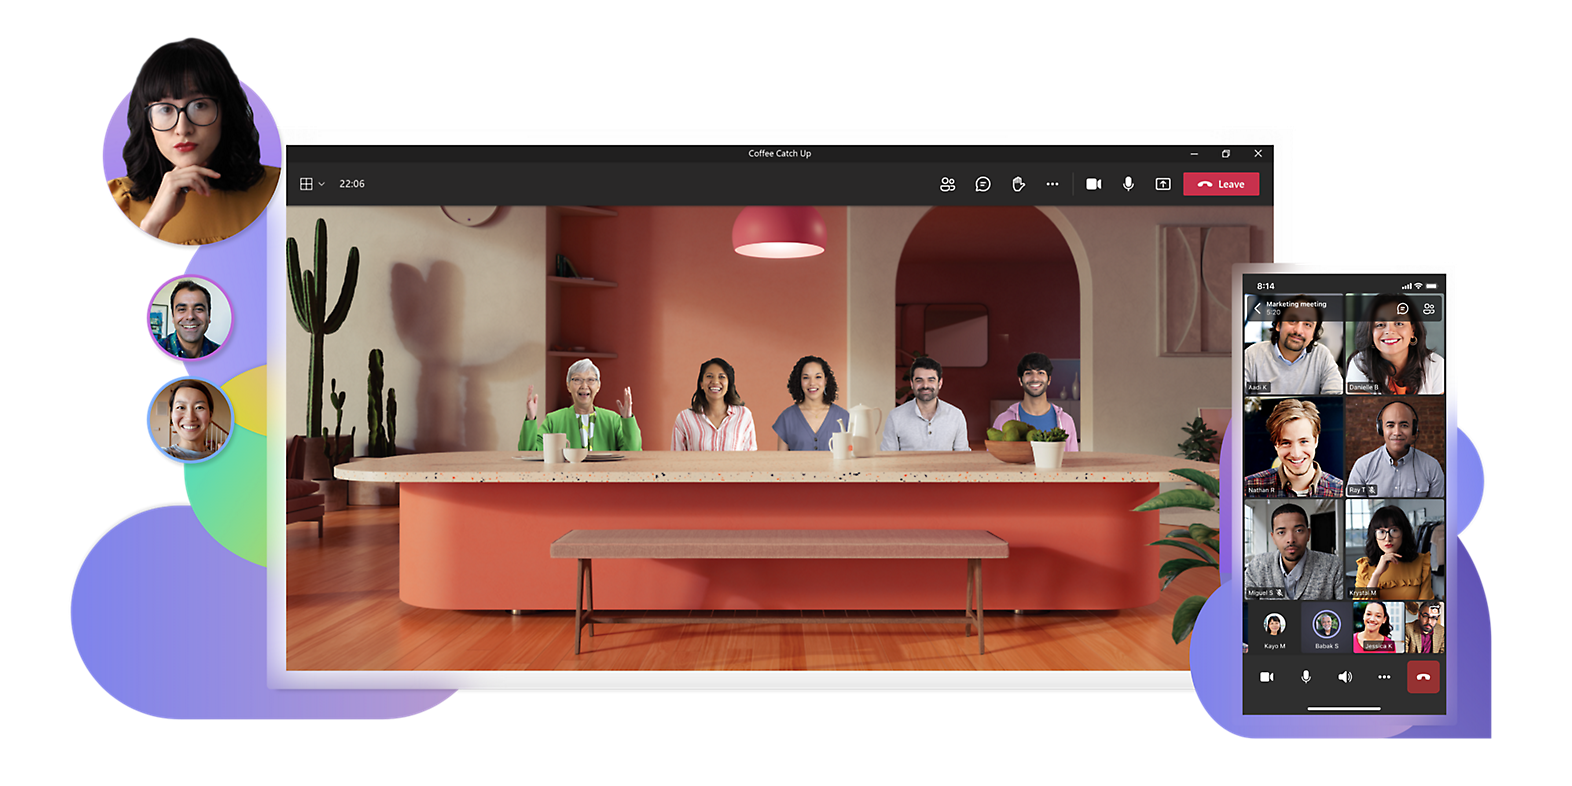 Coffee Catch Up
22:06
Leave
8:14
Marketing meeting
5:20
Aadi K
Danielle B
Nathan R
Ray T
Miguel S
Krystal M
Kayo M
Babak S
Jessica K